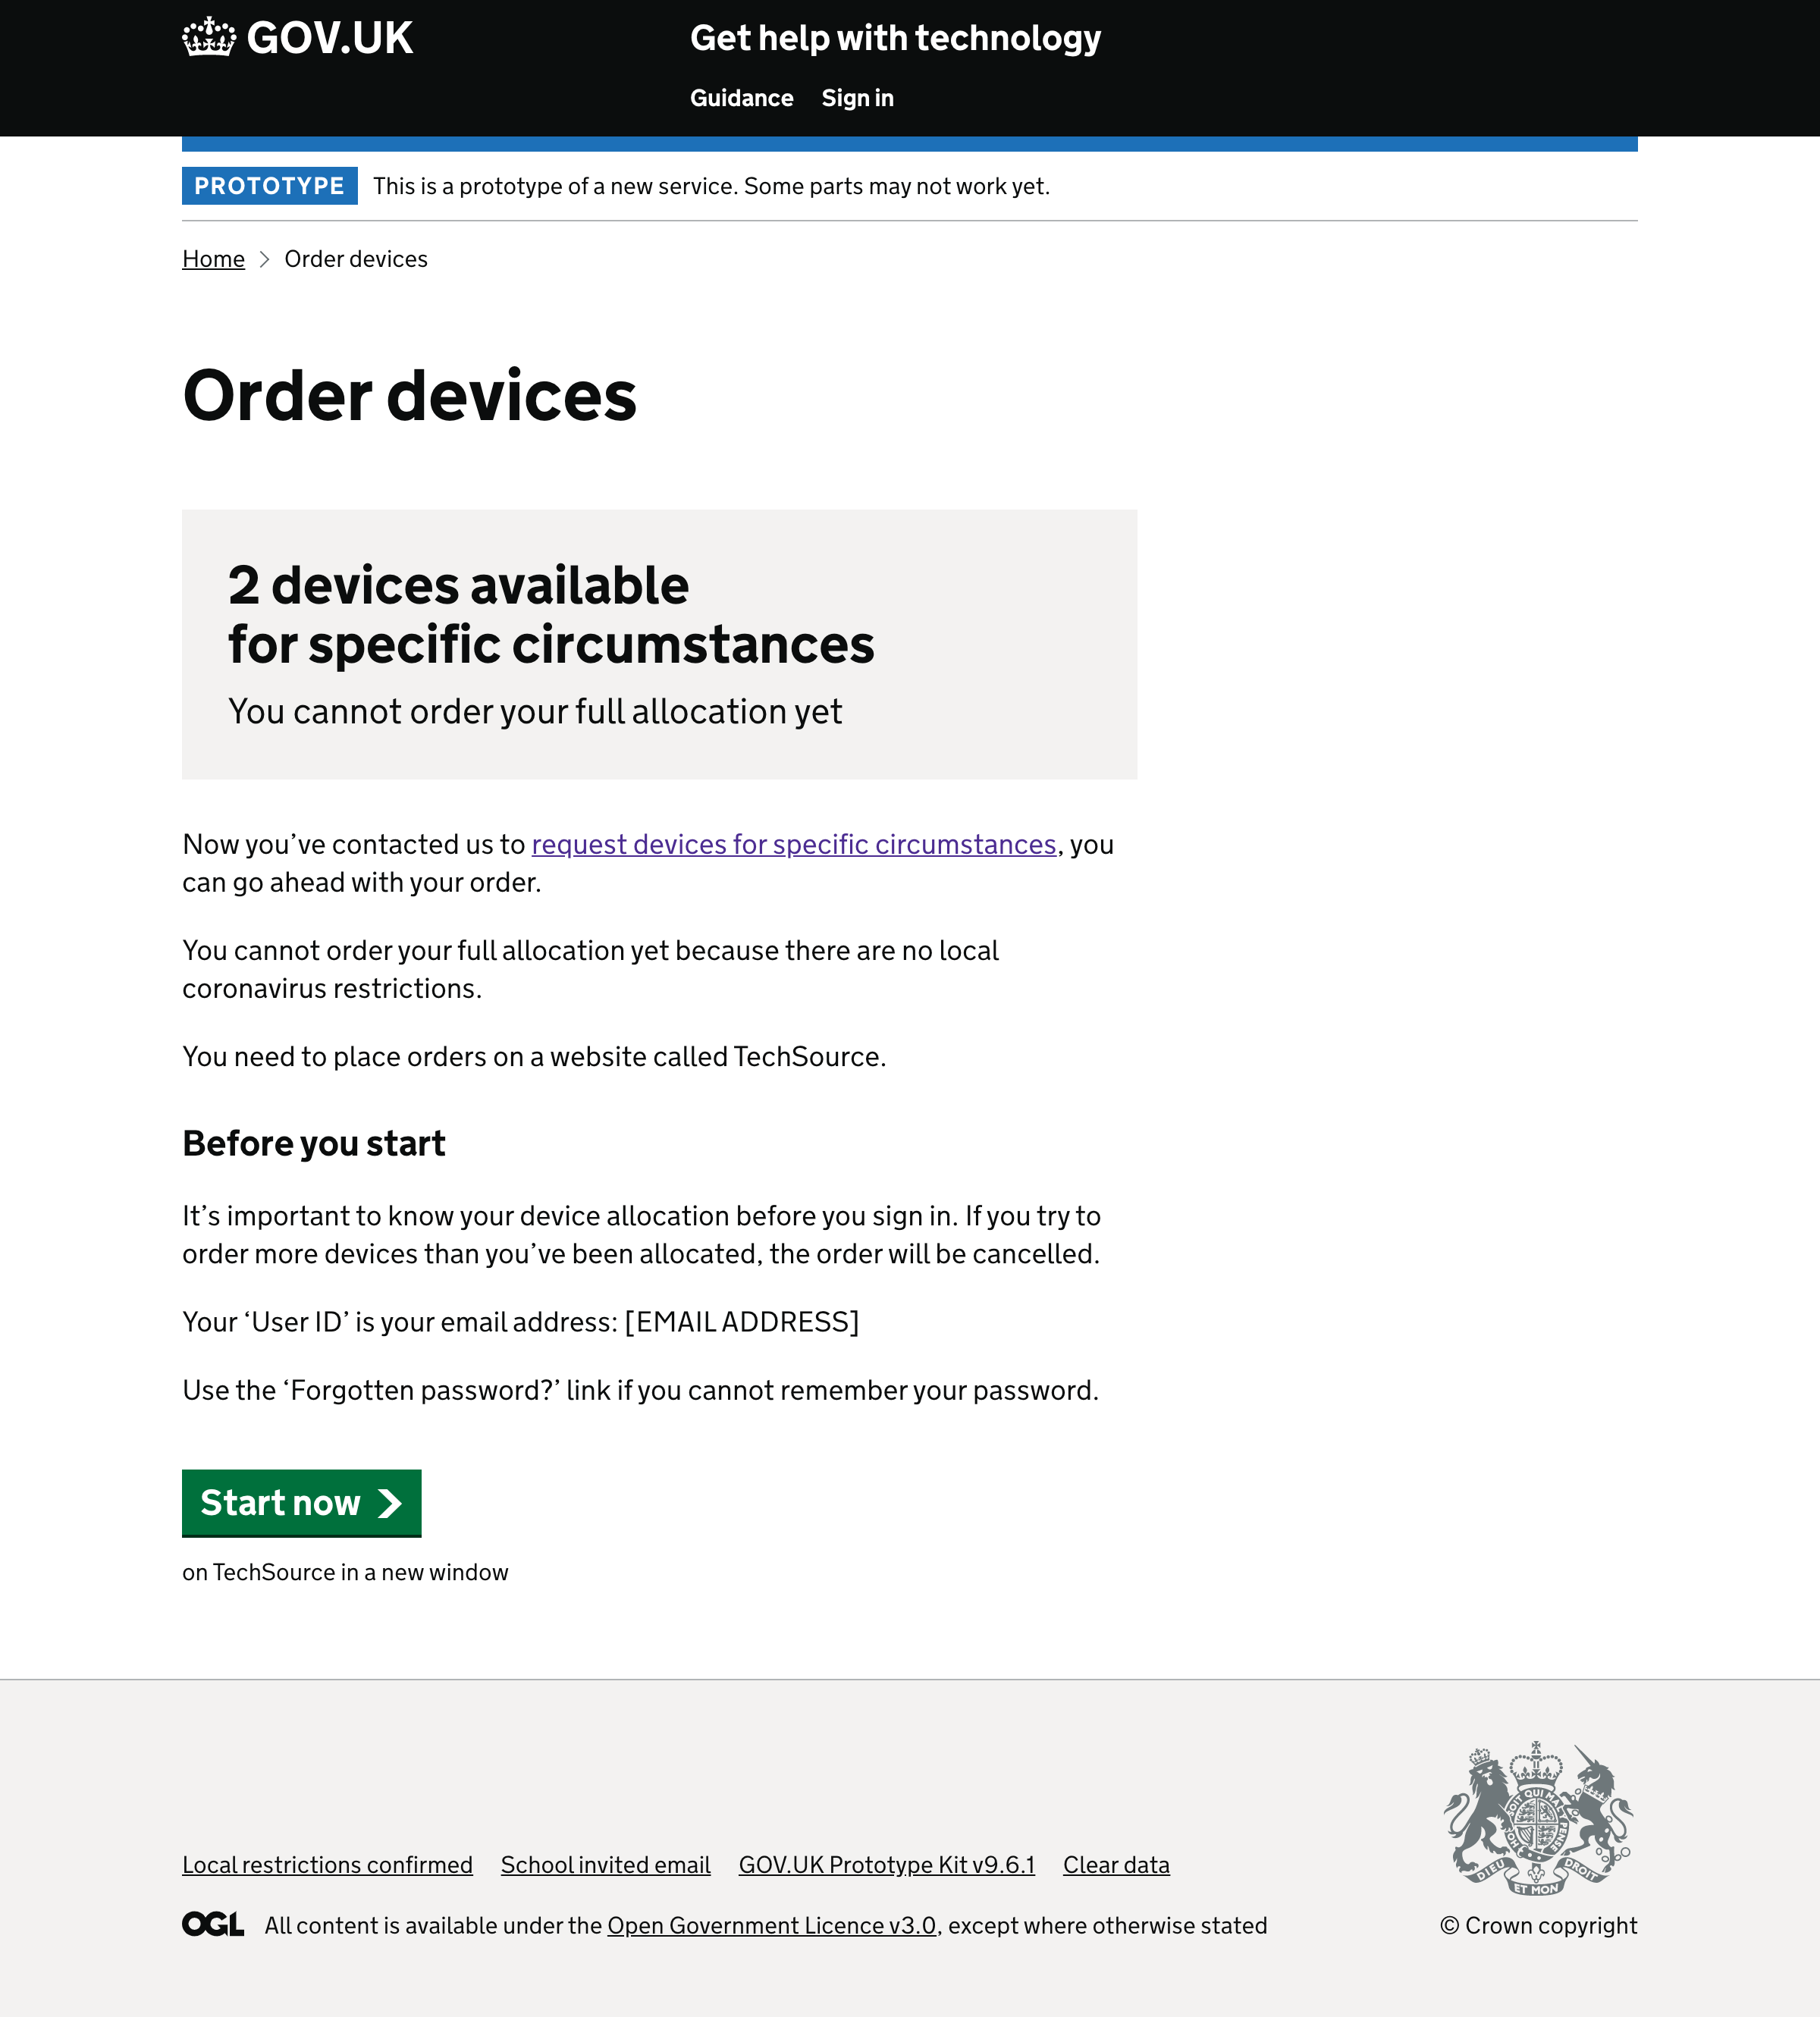 GOV.UK
Get help with technology
Guidance Sign in
PROTOTYPE This is a prototype of a new service. Some parts may not work yet.
Home Order devices
Order devices
2 devices available
for specific circumstances
You cannot order your full allocation yet
Now you’ve contacted us to request devices for specific circumstances, you
can go ahead with your order.
You cannot order your full allocation yet because there are no local
coronavirus restrictions.
You need to place orders on a website called TechSource.
Before you start
It’s important to know your device allocation before you sign in. If you try to
order more devices than you’ve been allocated, the order will be cancelled.
Your ‘User ID’ is your email address: [EMAIL ADDRESS]
Use the ‘Forgotten password?’ link if you cannot remember your password.
Start now
on TechSource in a new window
Local restrictions confirmed School invited email GOV.UK Prototype Kit v9.6.1 Clear data
OGL All content is available under the Open Government Licence v3.0, except where otherwise stated
DIEU ET MON DROIT
© Crown copyright